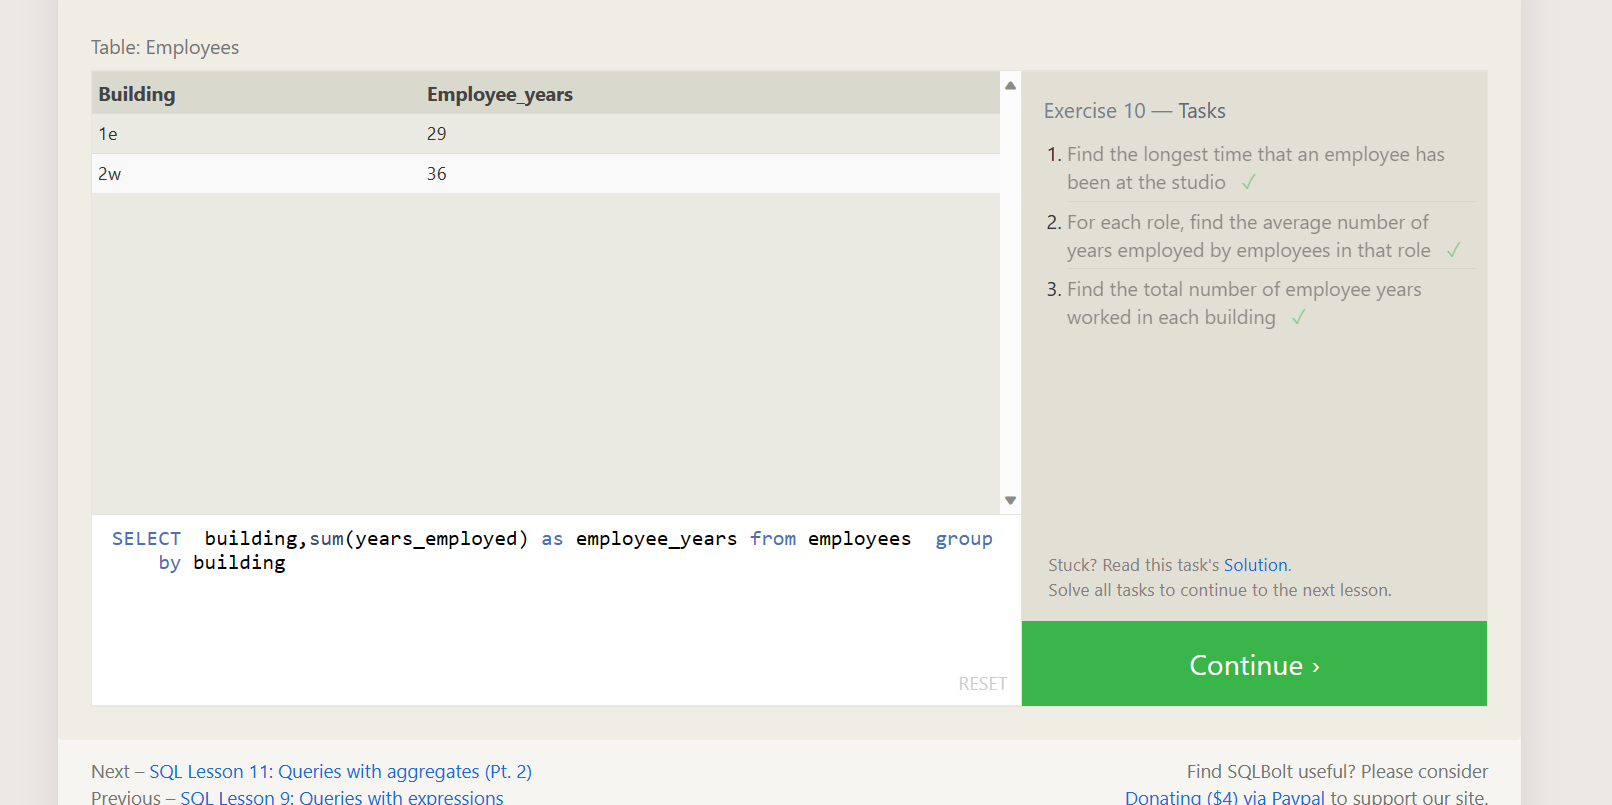 Table: Employees
Building Employee_years
1e 29
2w 36
SELECT  building,sum(years_employed) as employee_years from employees  group
by building
RESET
Exercise 10 — Tasks
1. Find the longest time that an employee has
been at the studio ✓
2. For each role, find the average number of
years employed by employees in that role ✓
3. Find the total number of employee years
worked in each building ✓
Stuck? Read this task's Solution.
Solve all tasks to continue to the next lesson.
Continue ›
Next – SQL Lesson 11: Queries with aggregates (Pt. 2)
Previous – SQL Lesson 9: Queries with expressions
Find SQLBolt useful? Please consider
Donating ($4) via Paypal to support our site.